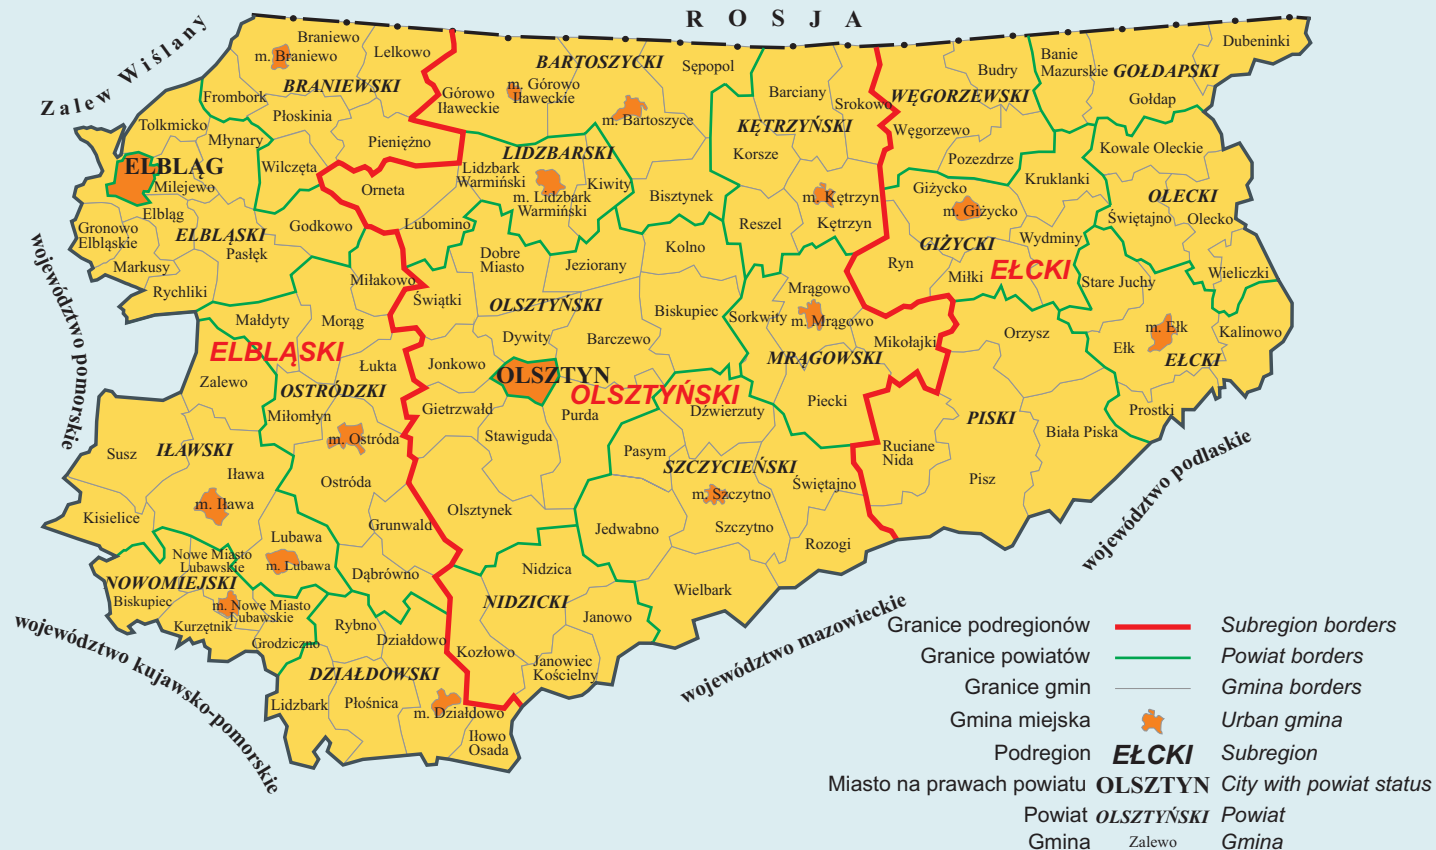 R O S J A
Zalew Wiślany
województwo pomorskie
województwo kujawsko-pomorskie
województwo mazowieckie
województwo podlaskie
Braniewo
m. Braniewo
Lelkowo
BRANIEWSKI
Frombork
Płoskinia
Pieniężno
Wilczęta
Tolkmicko
Młynary
ELBLĄG
Milejewo
Elbląg
Gronowo
Elbląskie
ELBLĄSKI
Godkowo
Pasłęk
Markusy
Rychliki
Górowo
Iławeckie
m. Górowo
Iławeckie
BARTOSZYCKI
Sępopol
m. Bartoszyce
Bisztynek
LIDZBARSKI
Lidzbark
Warmiński
m. Lidzbark
Warmiński
Kiwity
Orneta
Lubomino
Barciany
Srokowo
KĘTRZYŃSKI
Korsze
m. Kętrzyn
Kętrzyn
Reszel
Budry
WĘGORZEWSKI
Węgorzewo
Pozezdrze
Banie
Mazurskie
GOŁDAPSKI
Dubeninki
Gołdap
Kowale Oleckie
OLECKI
Świętajno
Olecko
Wieliczki
Kruklanki
Giżycko
m. Giżycko
GIŻYCKI
Wydminy
Ryn
Miłki
EŁCKI
Stare Juchy
m. Ełk
Ełk
Kalinowo
EŁCKI
Prostki
Miłakowo
Małdyty
Morąg
ELBLĄSKI
Zalewo
Łukta
OSTRÓDZKI
Miłomłyn
m. Ostróda
Ostróda
Grunwald
Dąbrówno
Susz
IŁAWSKI
Iława
m. Iława
Kisielice
Lubawa
m. Lubawa
Nowe Miasto
Lubawskie
NOWOMIEJSKI
Biskupiec
m. Nowe Miasto
Lubawskie
Kurzętnik
Grodziczno
Rybno
Działdowo
DZIAŁDOWSKI
Lidzbark
Płośnica
m. Działdowo
Iłowo
Osada
Dobre
Miasto
Jeziorany
Kolno
Świątki
OLSZTYŃSKI
Dywity
Barczewo
Biskupiec
Jonkowo
OLSZTYN
OLSZTYŃSKI
Gietrzwałd
Stawiguda
Purda
Olsztynek
Mrągowo
Sorkwity
m. Mrągowo
Mikołajki
MRĄGOWSKI
Piecki
Dźwierzuty
Pasym
SZCZYCIEŃSKI
m. Szczytno
Świętajno
Szczytno
Jedwabno
Rozogi
Wielbark
Nidzica
NIDZICKI
Janowo
Kozłowo
Janowiec
Kościelny
Orzysz
PISKI
Biała Piska
Ruciane
Nida
Pisz
Granice podregionów Subregion borders
Granice powiatów Powiat borders
Granice gmin Gmina borders
Gmina miejska Urban gmina
Podregion EŁCKI Subregion
Miasto na prawach powiatu OLSZTYN City with powiat status
Powiat OLSZTYŃSKI Powiat
Gmina Zalewo Gmina